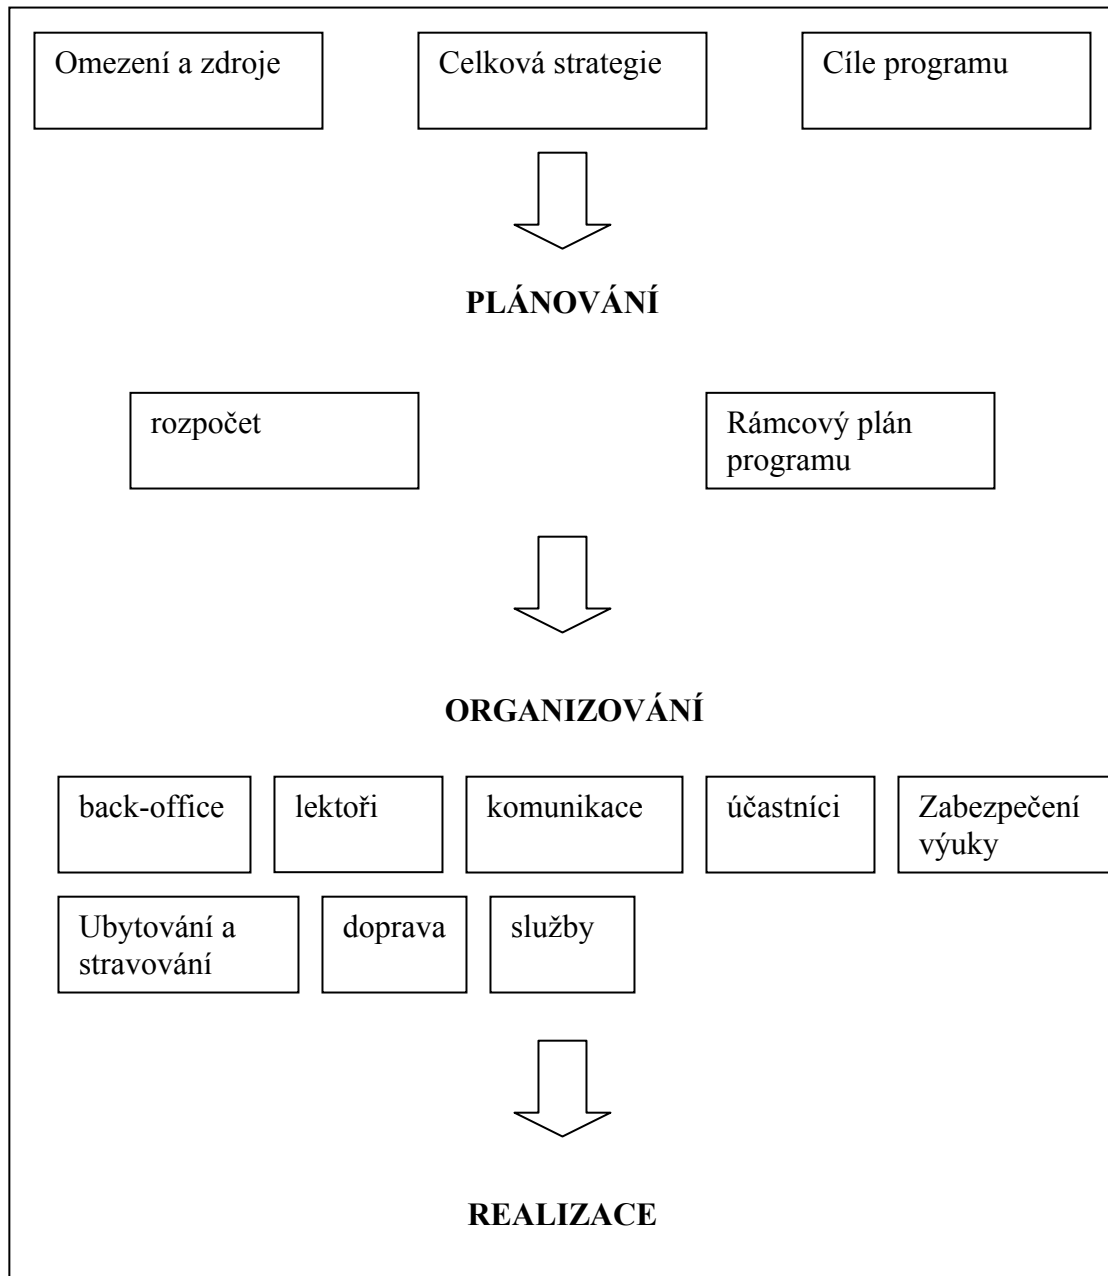 Omezení a zdroje
Celková strategie
Cíle programu
PLÁNOVÁNÍ
rozpočet
Rámcový plán
programu
ORGANIZOVÁNÍ
back-office
lektoři
komunikace
účastníci
Zabezpečení
výuky
Ubytování a
stravování
doprava
služby
REALIZACE